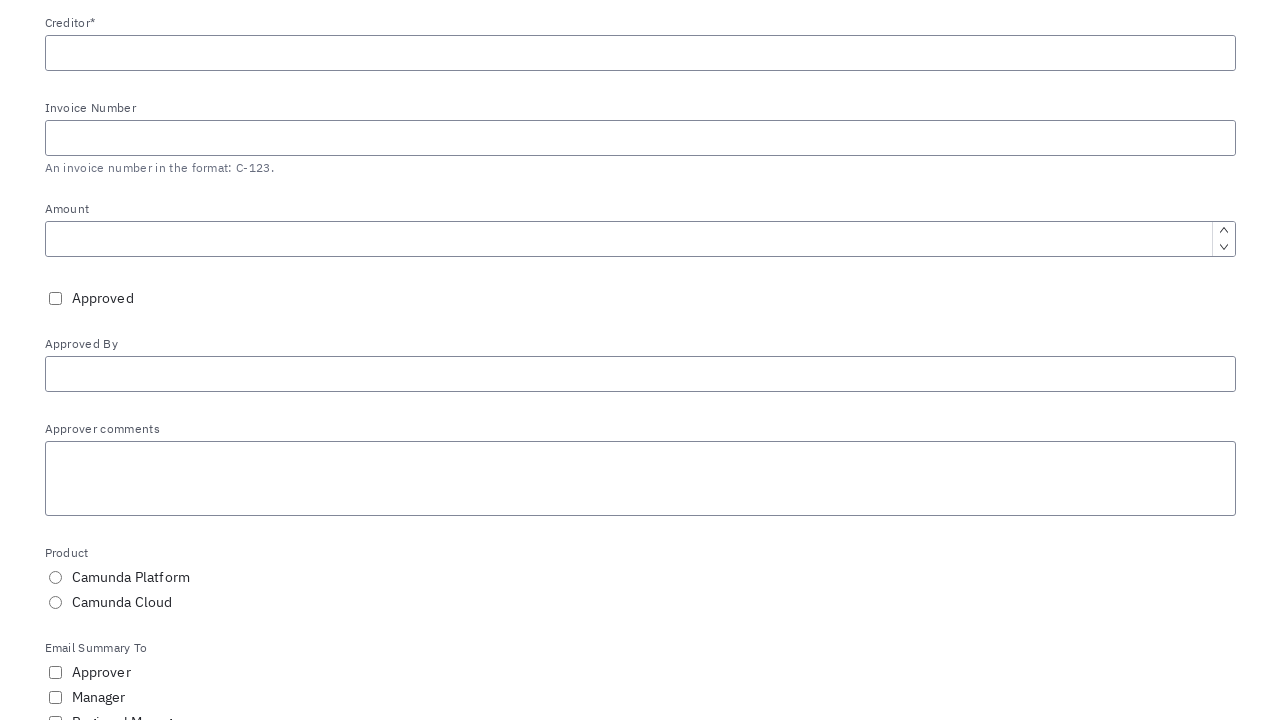 Creditor*
Invoice Number
An invoice number in the format: C-123.
Amount
Approved
Approved By
Approver comments
Product
Camunda Platform
Camunda Cloud
Email Summary To
Approver
Manager